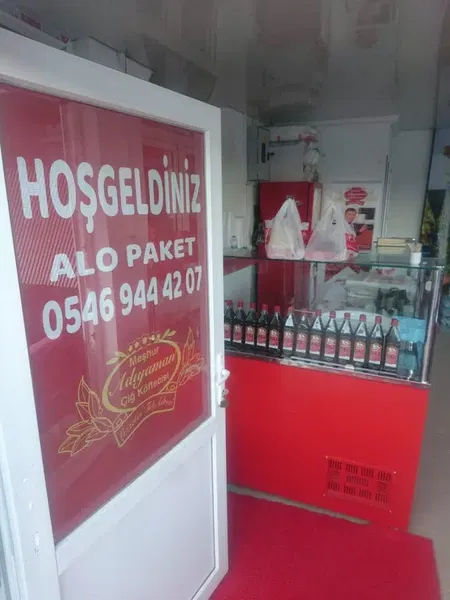 HOŞGELDİNİZ
ALO PAKET
0546 944 42 07
Meşhur
Adıyaman
Çiğ Köftecisi